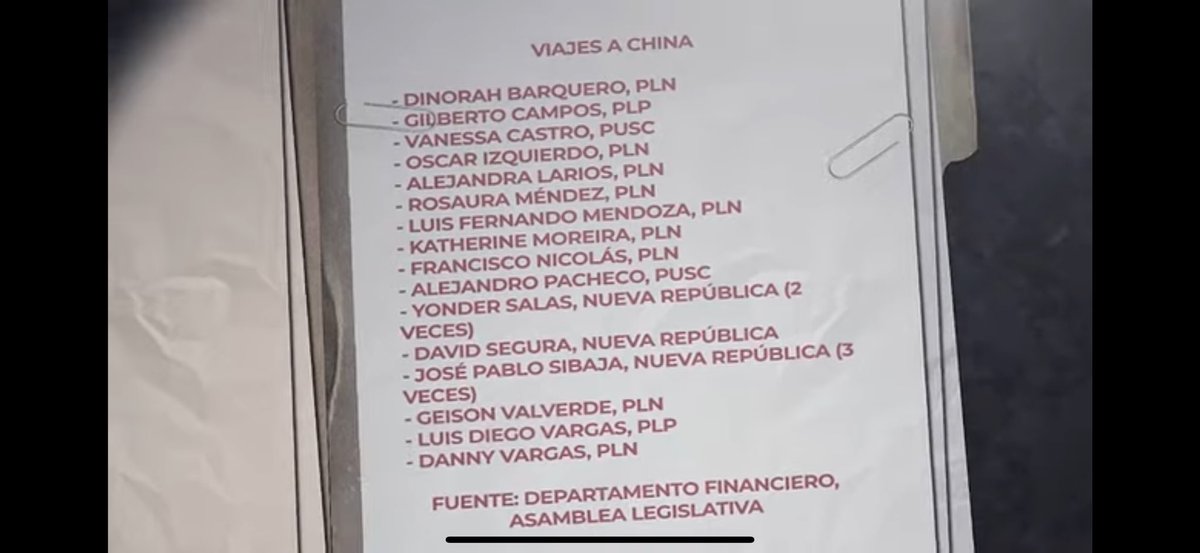 VIAJES A CHINA
- DINORAH BARQUERO, PLN
- GILBERTO CAMPOS, PLP
- VANESSA CASTRO, PUSC
- OSCAR IZQUIERDO, PLN
- ALEJANDRA LARIOS, PLN
- ROSAURA MÉNDEZ, PLN
- LUIS FERNANDO MENDOZA, PLN
- KATHERINE MOREIRA, PLN
- FRANCISCO NICOLÁS, PLN
- ALEJANDRO PACHECO, PUSC
- YONDER SALAS, NUEVA REPÚBLICA (2
VECES)
- DAVID SEGURA, NUEVA REPÚBLICA
- JOSÉ PABLO SIBAJA, NUEVA REPÚBLICA (3
VECES)
- GEISON VALVERDE, PLN
- LUIS DIEGO VARGAS, PLP
- DANNY VARGAS, PLN
FUENTE: DEPARTAMENTO FINANCIERO,
ASAMBLEA LEGISLATIVA